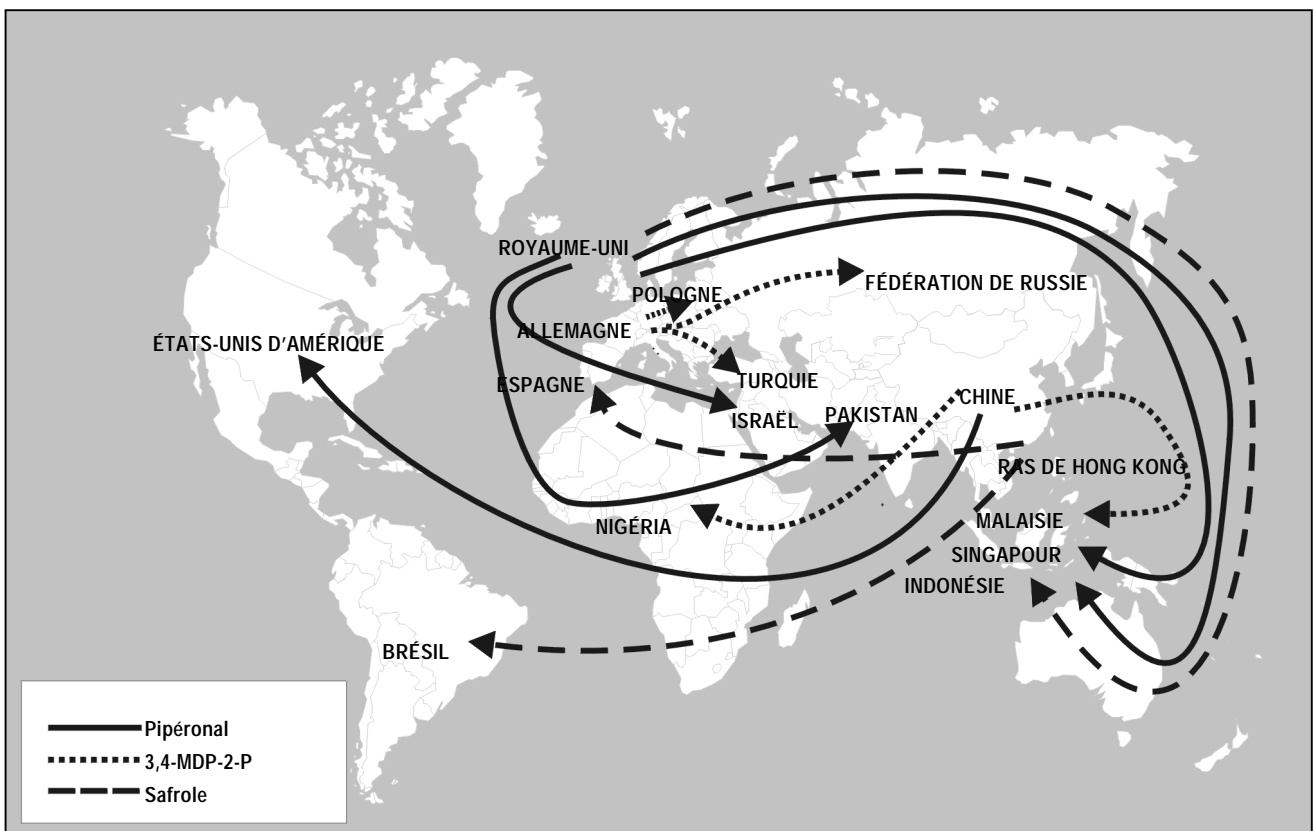 ROYAUME-UNI
FÉDÉRATION DE RUSSIE
POLOGNE
ALLEMAGNE
ÉTATS-UNIS D'AMÉRIQUE
TURQUIE
ESPAGNE
CHINE
ISRAËL
PAKISTAN
RAS DE HONG KONG
MALAISIE
NIGÉRIA
SINGAPOUR
INDONÉSIE
BRÉSIL
Pipéronal
3,4-MDP-2-P
Safrole